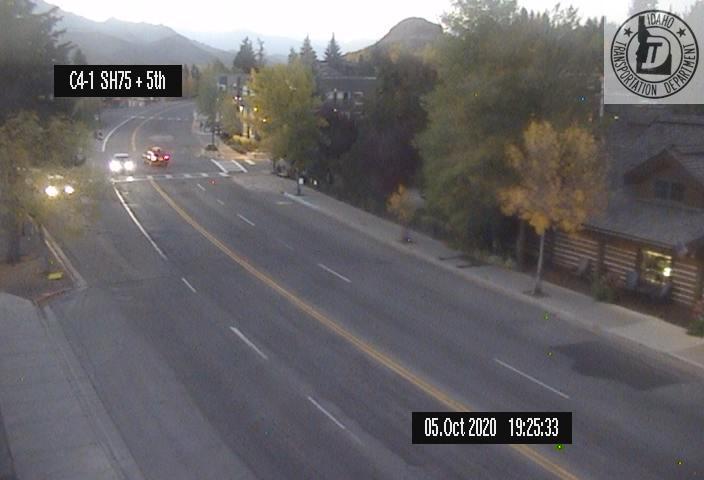 C4-1 SH75 + 5th
IDAHO
TRANSPORTATION DEPARTMENT
05.Oct 2020 19:25:33